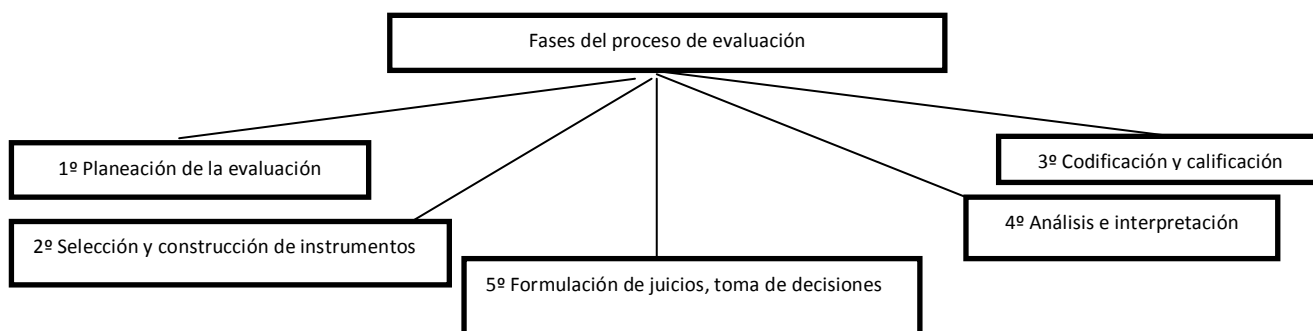 Fases del proceso de evaluación
1º Planeación de la evaluación
3º Codificación y calificación
2º Selección y construcción de instrumentos
4º Análisis e interpretación
5º Formulación de juicios, toma de decisiones